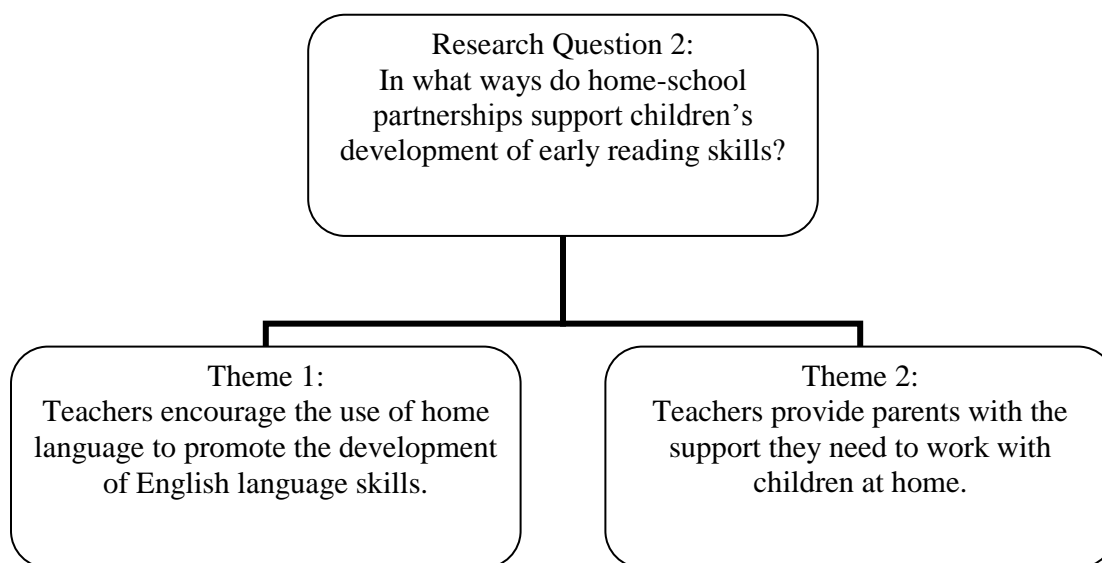 Research Question 2:
In what ways do home-school
partnerships support children’s
development of early reading skills?
Theme 1:
Teachers encourage the use of home
language to promote the development
of English language skills.
Theme 2:
Teachers provide parents with the
support they need to work with
children at home.